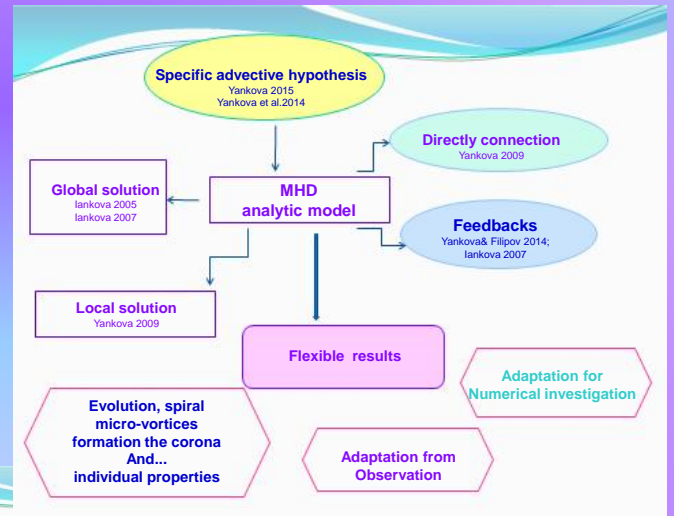 Specific advective hypothesis
Yankova 2015
Yankova et al.2014
Directly connection
Yankova 2009
Global solution
Iankova 2005
Iankova 2007
MHD
analytic model
Feedbacks
Yankova& Filipov 2014;
Iankova 2007
Local solution
Yankova 2009
Flexible results
Adaptation for
Numerical investigation
Evolution, spiral
micro-vortices
formation the corona
And...
individual properties
Adaptation from
Observation